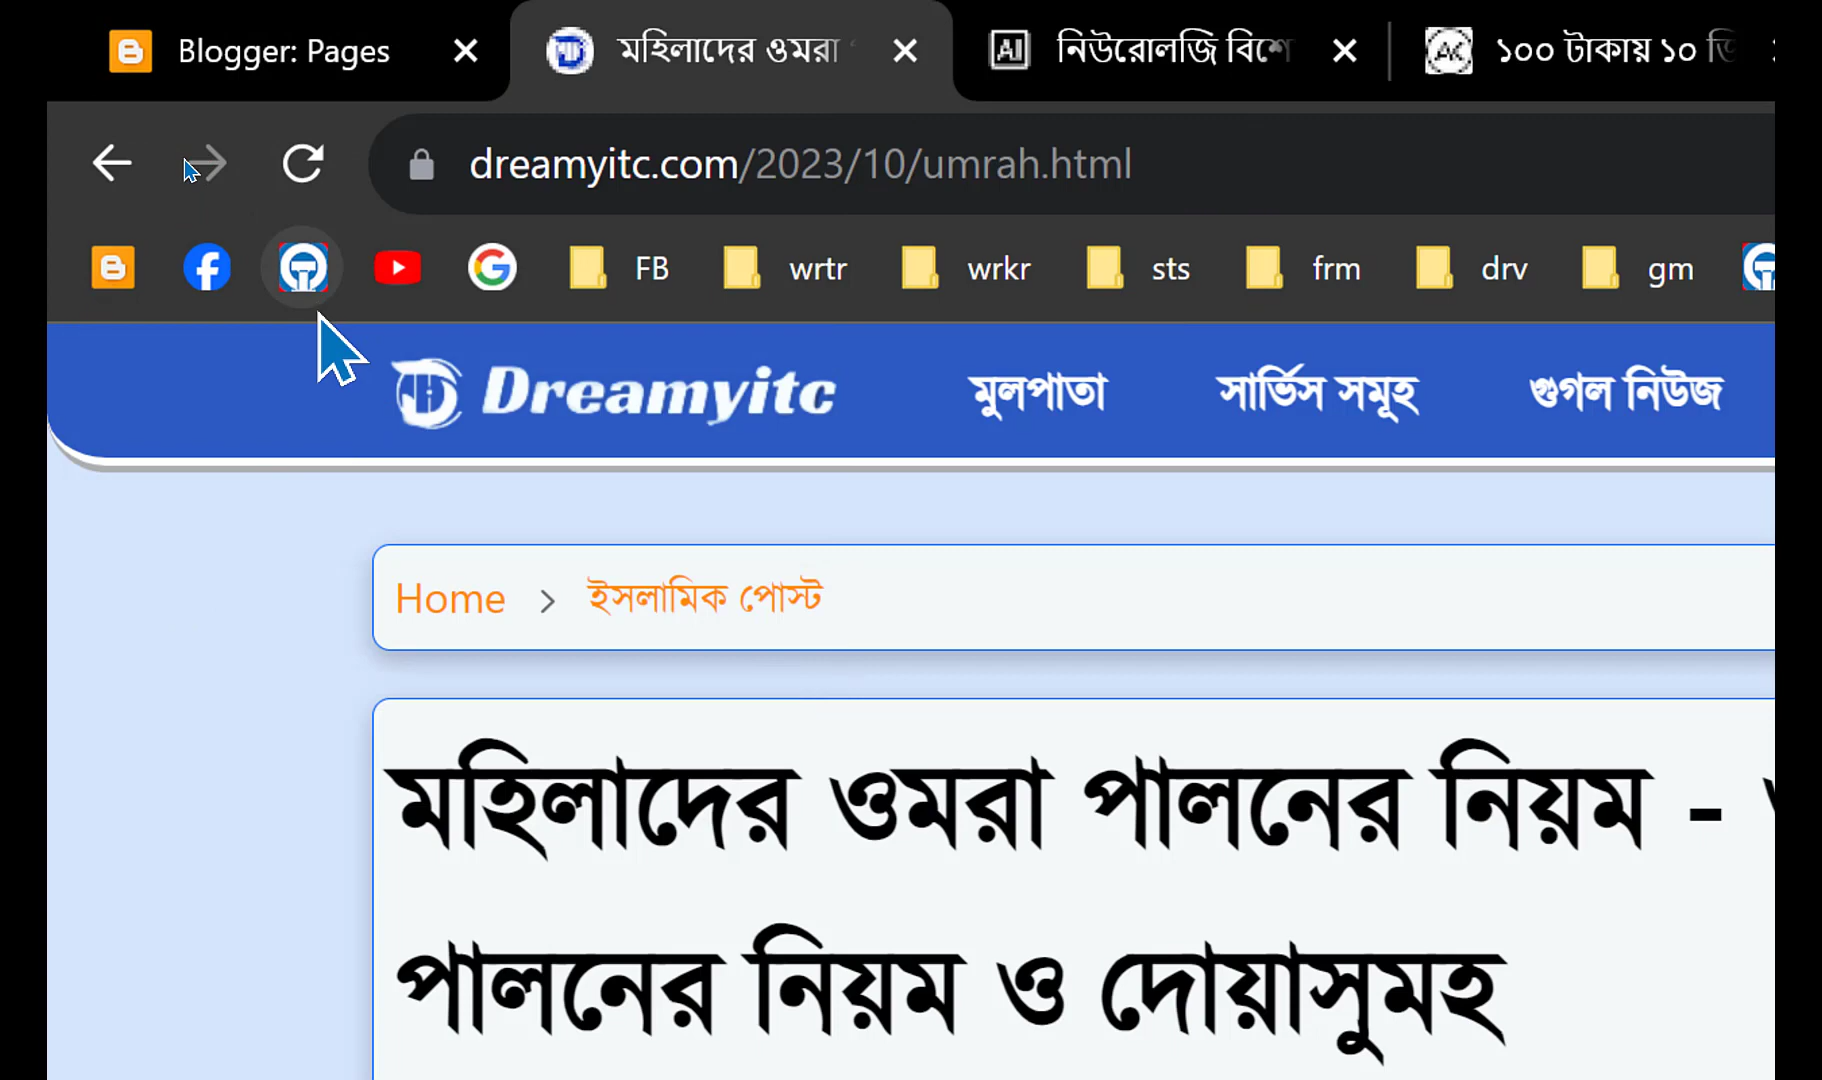 Blogger: Pages
মহিলাদের ওমরা
নিউরোলজি বিশে
১০০ টাকায় ১০
dreamyitc.com/2023/10/umrah.html
FB wrtr wrkr sts frm drv gm
Dreamyitc মুলপাতা সার্ভিস সমূহ গুগল নিউজ
Home > ইসলামিক পোস্ট
মহিলাদের ওমরা পালনের নিয়ম -
পালনের নিয়ম ও দোয়াসুমহ